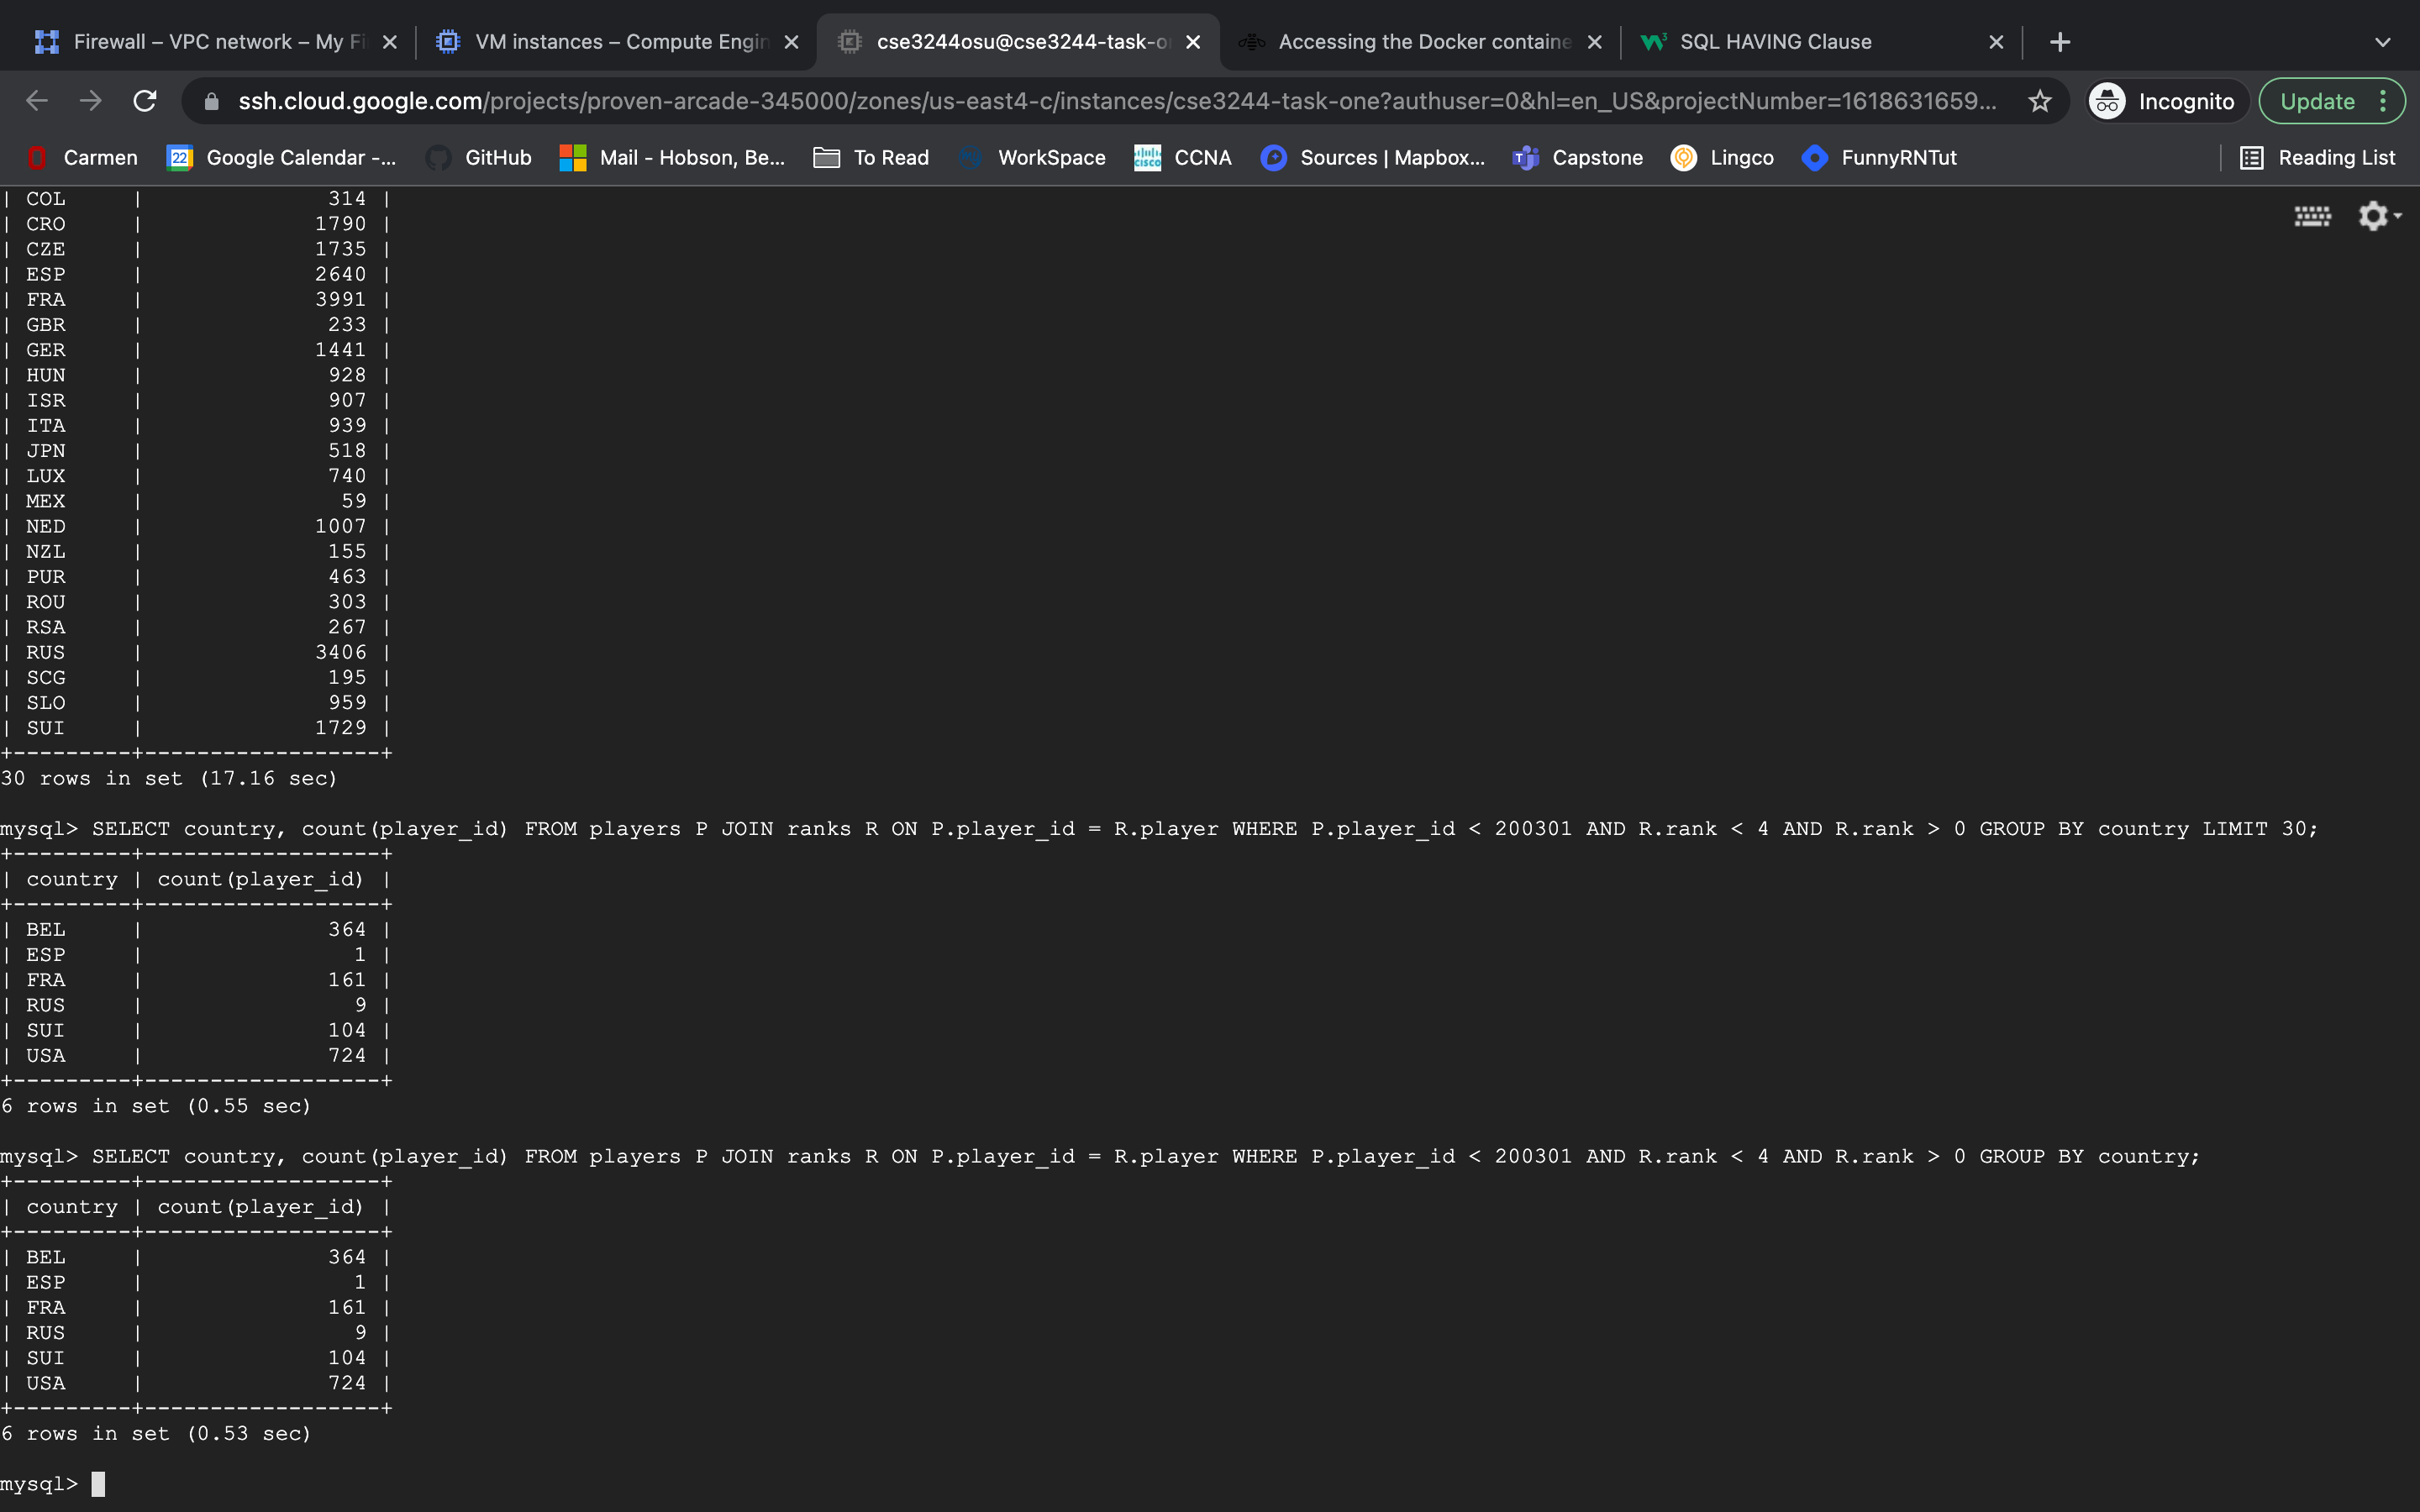 Firewall – VPC network – My Fi
VM instances – Compute Engin
cse3244osu@cse3244-task-o
Accessing the Docker containe
SQL HAVING Clause
ssh.cloud.google.com/projects/proven-arcade-345000/zones/us-east4-c/instances/cse3244-task-one?authuser=0&hl=en_US&projectNumber=1618631659...
Incognito
Update
Carmen
22
Google Calendar -...
GitHub
Mail - Hobson, Be...
To Read
WorkSpace
CISCO
CCNA
Sources | Mapbox...
Capstone
Lingco
FunnyRNTut
Reading List
| COL     |             314 |
| CRO     |            1790 |
| CZE     |            1735 |
| ESP     |            2640 |
| FRA     |            3991 |
| GBR     |             233 |
| GER     |            1441 |
| HUN     |             928 |
| ISR     |             907 |
| ITA     |             939 |
| JPN     |             518 |
| LUX     |             740 |
| MEX     |              59 |
| NED     |            1007 |
| NZL     |             155 |
| PUR     |             463 |
| ROU     |             303 |
| RSA     |             267 |
| RUS     |            3406 |
| SCG     |             195 |
| SLO     |             959 |
| SUI     |            1729 |
+---------+------------------+
30 rows in set (17.16 sec)
mysql> SELECT country, count(player_id) FROM players P JOIN ranks R ON P.player_id = R.player WHERE P.player_id < 200301 AND R.rank < 4 AND R.rank > 0 GROUP BY country LIMIT 30;
+---------+------------------+
| country | count(player_id) |
+---------+------------------+
| BEL     |              364 |
| ESP     |                1 |
| FRA     |              161 |
| RUS     |                9 |
| SUI     |              104 |
| USA     |              724 |
+---------+------------------+
6 rows in set (0.55 sec)
mysql> SELECT country, count(player_id) FROM players P JOIN ranks R ON P.player_id = R.player WHERE P.player_id < 200301 AND R.rank < 4 AND R.rank > 0 GROUP BY country;
+---------+------------------+
| country | count(player_id) |
+---------+------------------+
| BEL     |              364 |
| ESP     |                1 |
| FRA     |              161 |
| RUS     |                9 |
| SUI     |              104 |
| USA     |              724 |
+---------+------------------+
6 rows in set (0.53 sec)
mysql>